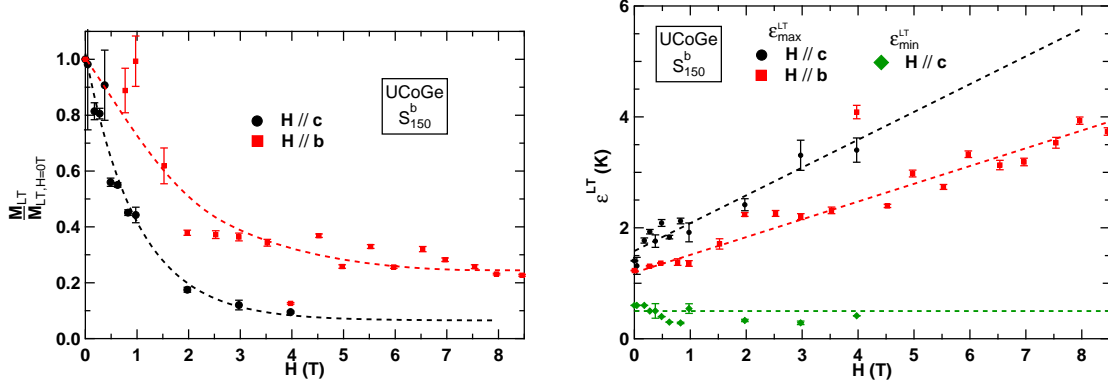 1.0
0.8
0.6
0.4
0.2
0.0
M_LT
M_LT,H=0T
UCoGe
S^b_150
H // c
H // b
0 1 2 3 4 5 6 7 8
H (T)
6
4
2
0
ε^LT (K)
UCoGe
S^b_150
ε^LT_max
H // c
H // b
ε^LT_min
H // c
0 1 2 3 4 5 6 7 8
H (T)